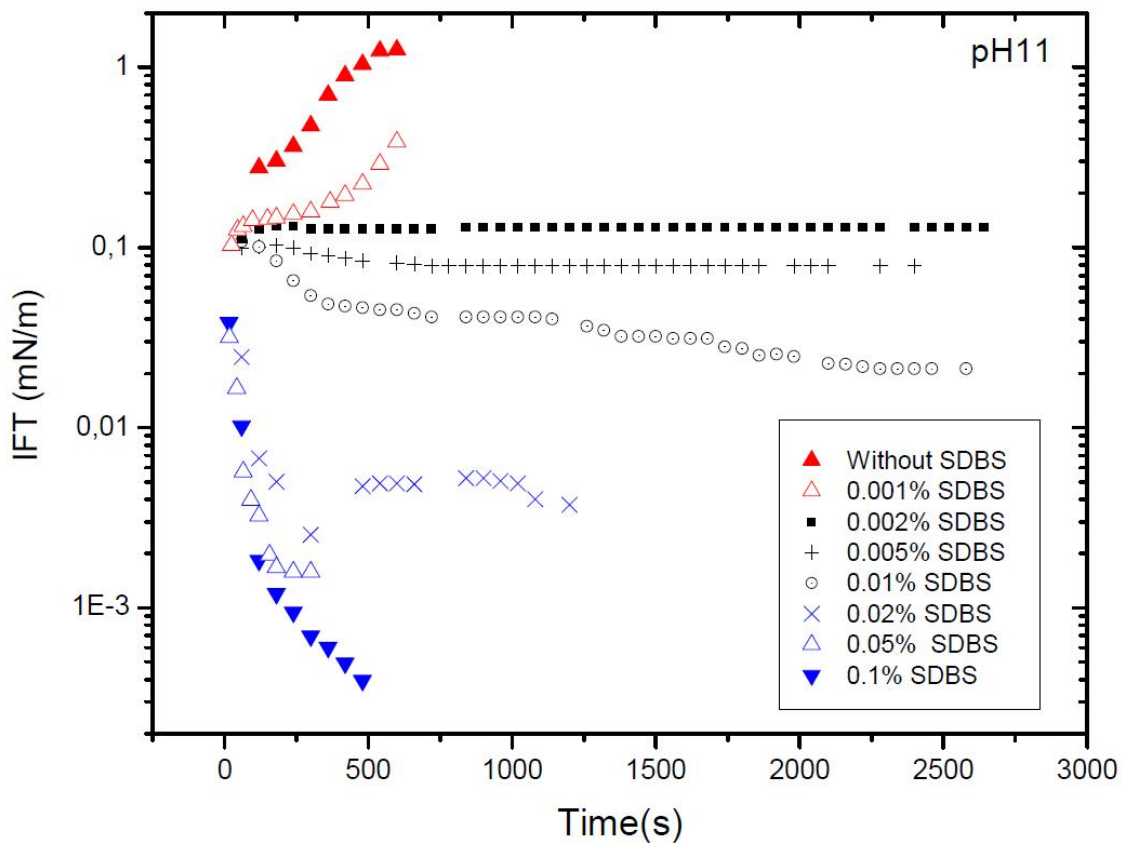 pH11
1
0,1
0,01
1E-3
IFT (mN/m)
Without SDBS
0.001% SDBS
0.002% SDBS
0.005% SDBS
0.01% SDBS
0.02% SDBS
0.05%  SDBS
0.1% SDBS
0 500 1000 1500 2000 2500 3000
Time(s)